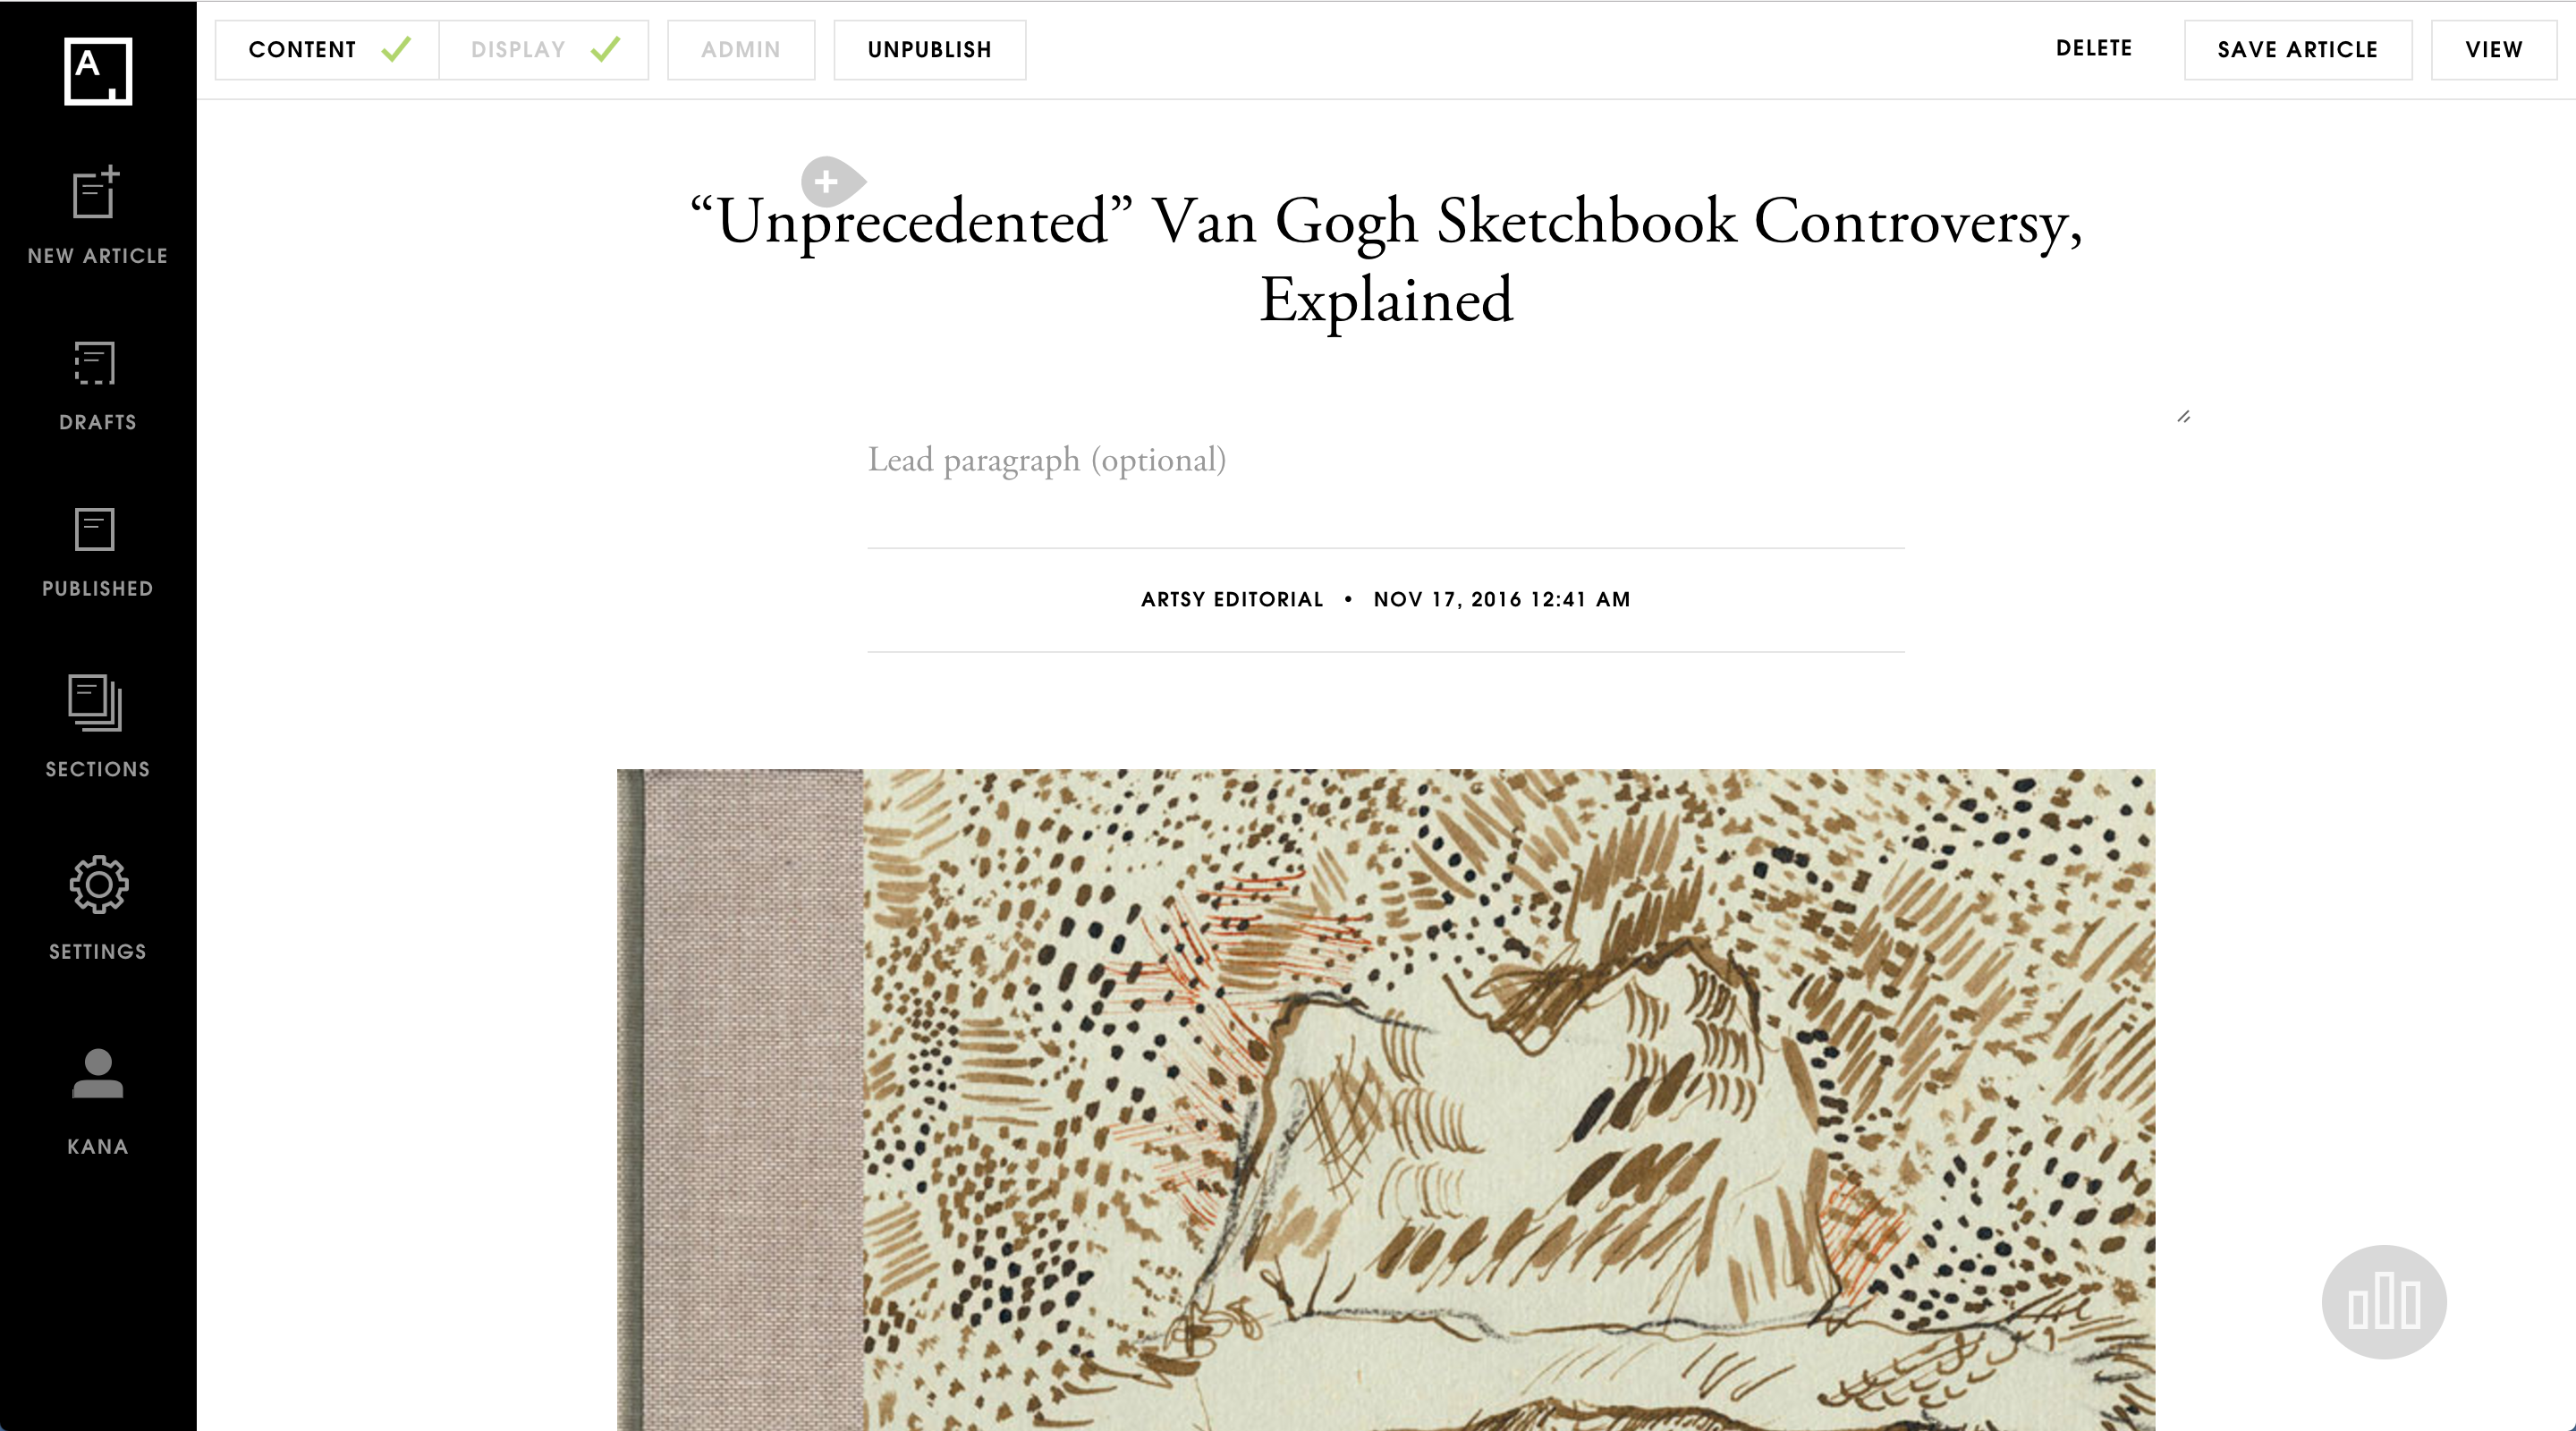 A
CONTENT
DISPLAY
ADMIN
UNPUBLISH
DELETE
SAVE ARTICLE
VIEW
NEW ARTICLE
DRAFTS
PUBLISHED
SECTIONS
SETTINGS
KANA
“Unprecedented” Van Gogh Sketchbook Controversy,
Explained
Lead paragraph (optional)
ARTSY EDITORIAL • NOV 17, 2016 12:41 AM